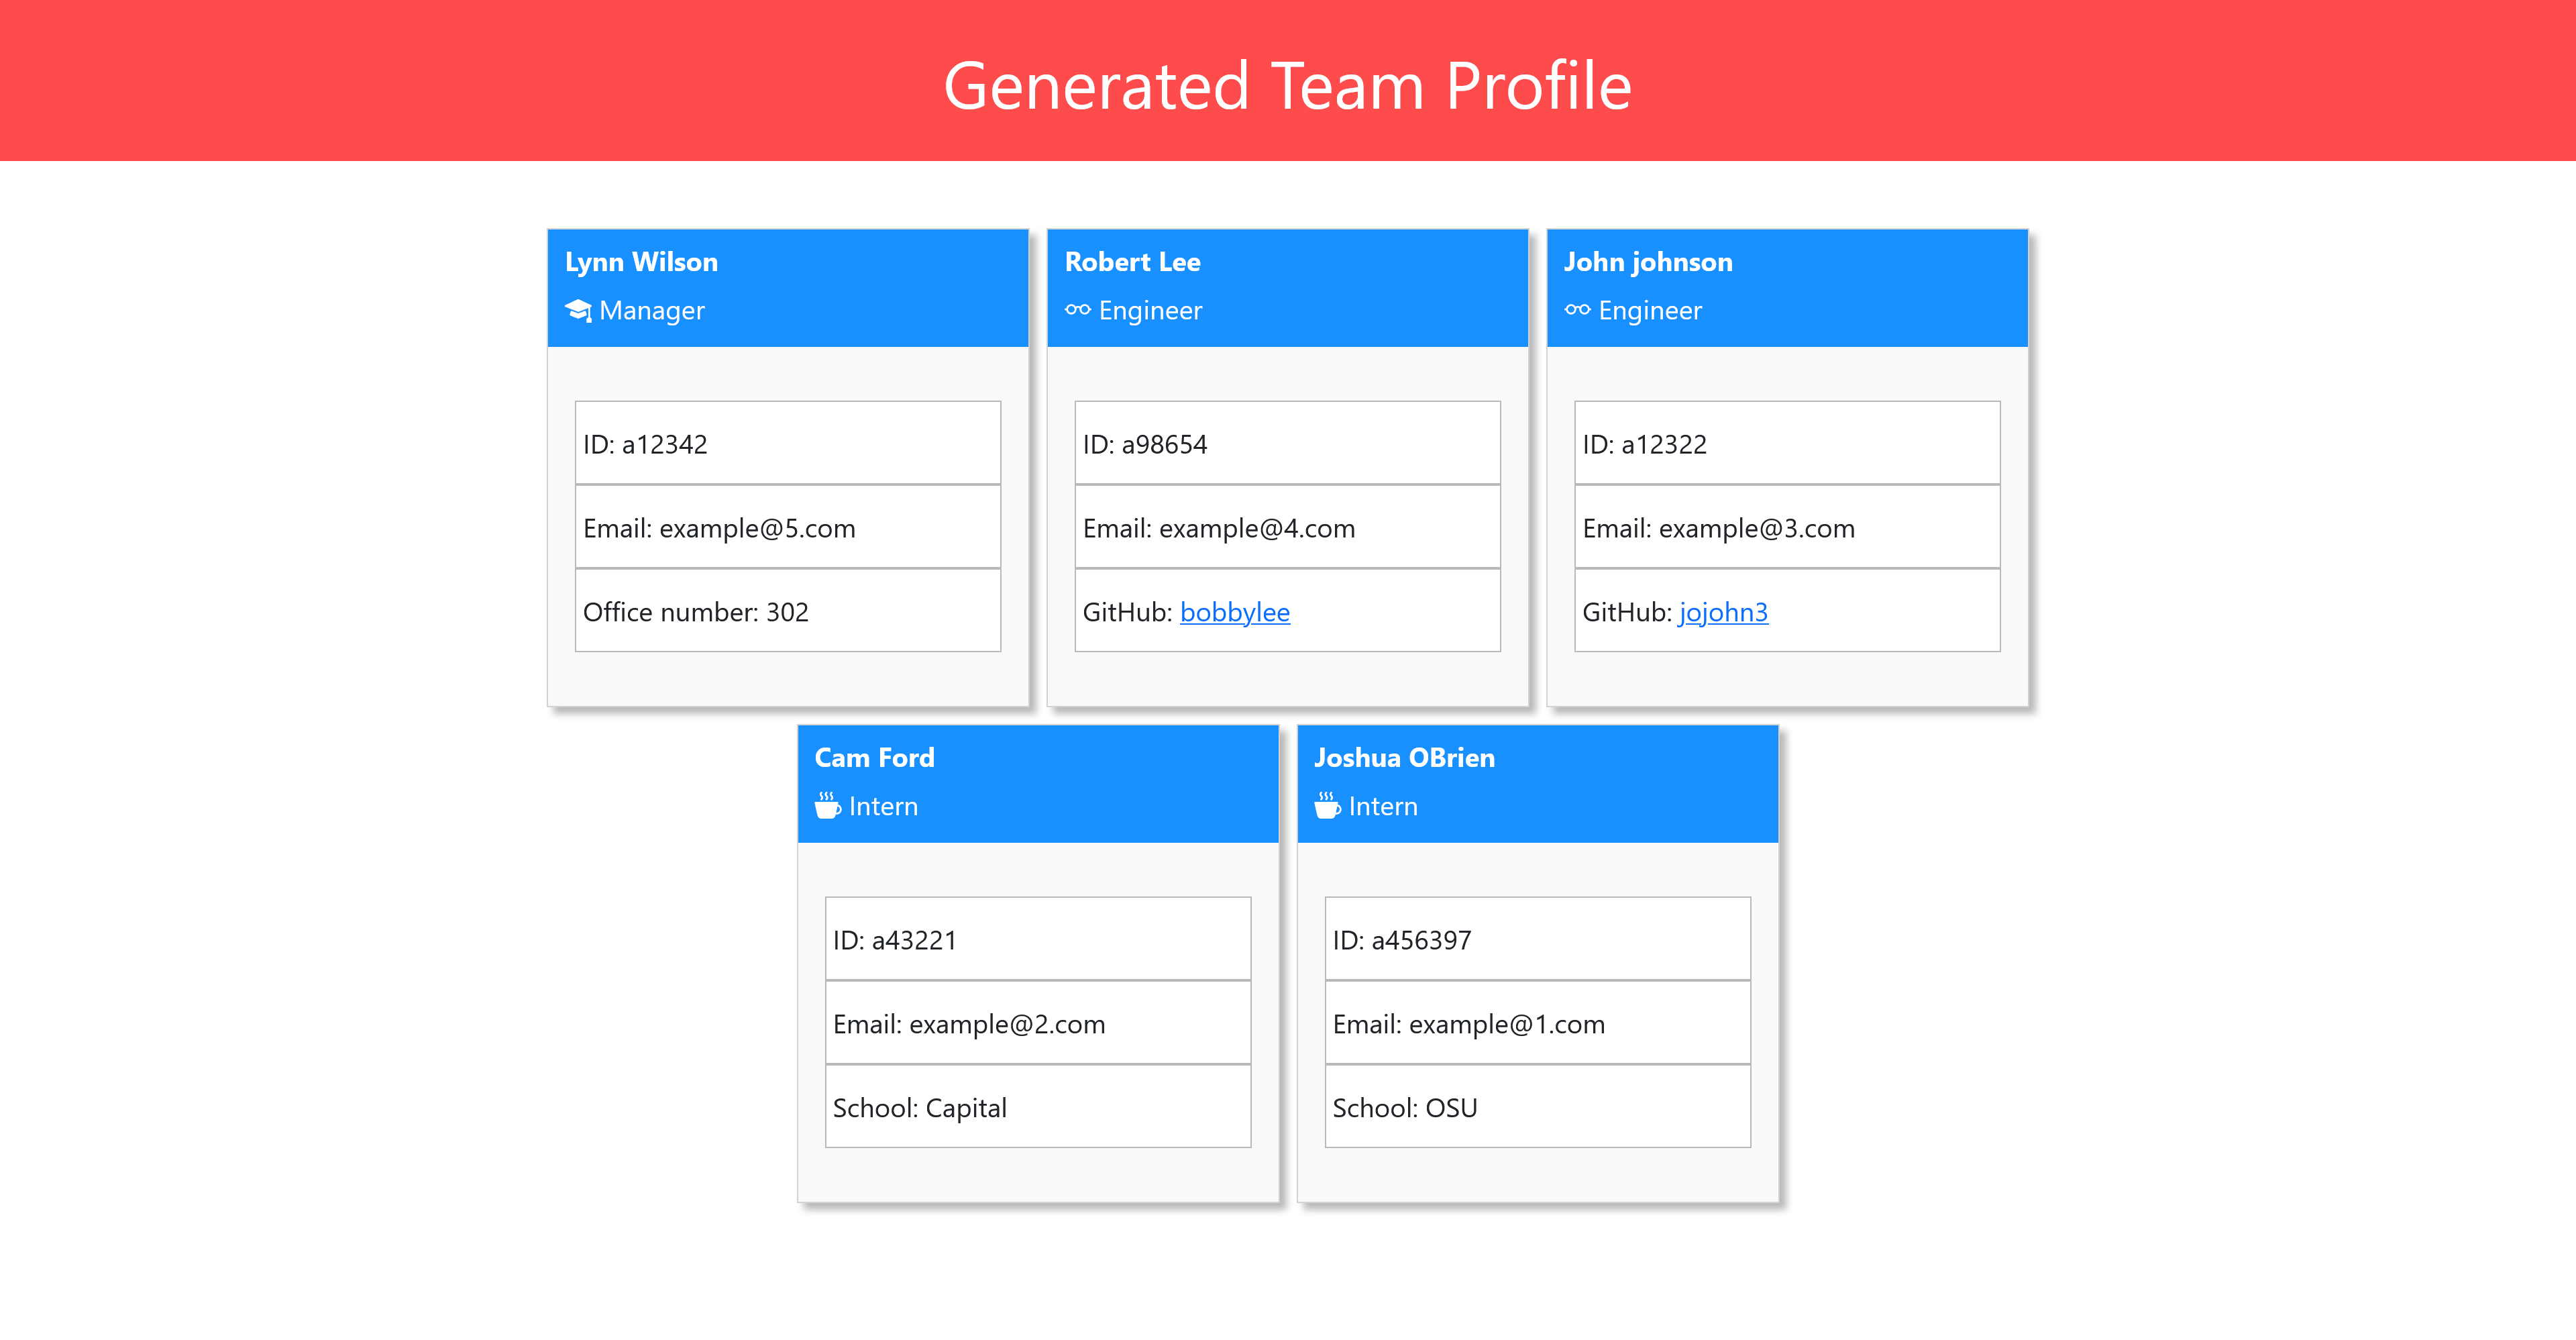 Generated Team Profile
Lynn Wilson
Manager
ID: a12342
Email: example@5.com
Office number: 302
Robert Lee
Engineer
ID: a98654
Email: example@4.com
GitHub: bobbylee
John johnson
Engineer
ID: a12322
Email: example@3.com
GitHub: jojohn3
Cam Ford
Intern
ID: a43221
Email: example@2.com
School: Capital
Joshua OBrien
Intern
ID: a456397
Email: example@1.com
School: OSU